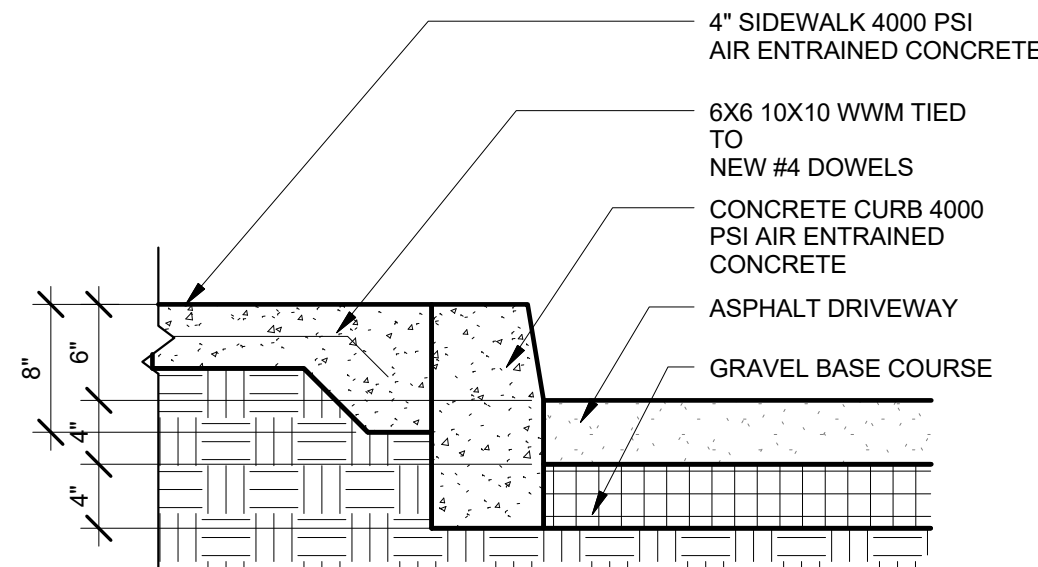 4" SIDEWALK 4000 PSI
AIR ENTRAINED CONCRETE
6X6 10X10 WWM TIED
TO
NEW #4 DOWELS
CONCRETE CURB 4000
PSI AIR ENTRAINED
CONCRETE
ASPHALT DRIVEWAY
GRAVEL BASE COURSE
8"
6"
4"
4"